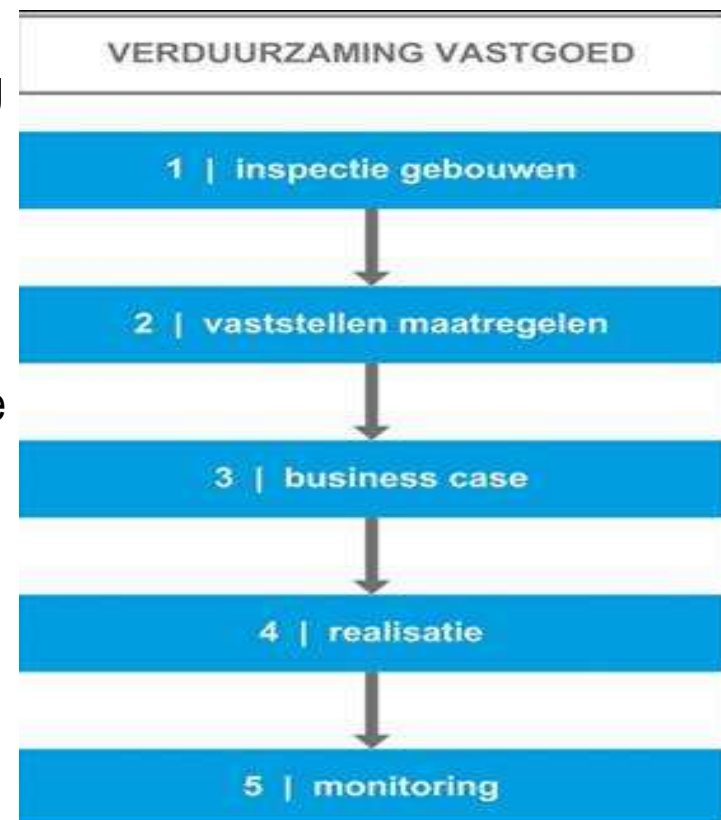 VERDUURZAMING VASTGOED
1 | inspectie gebouwen
2 | vaststellen maatregelen
3 | business case
4 | realisatie
5 | monitoring